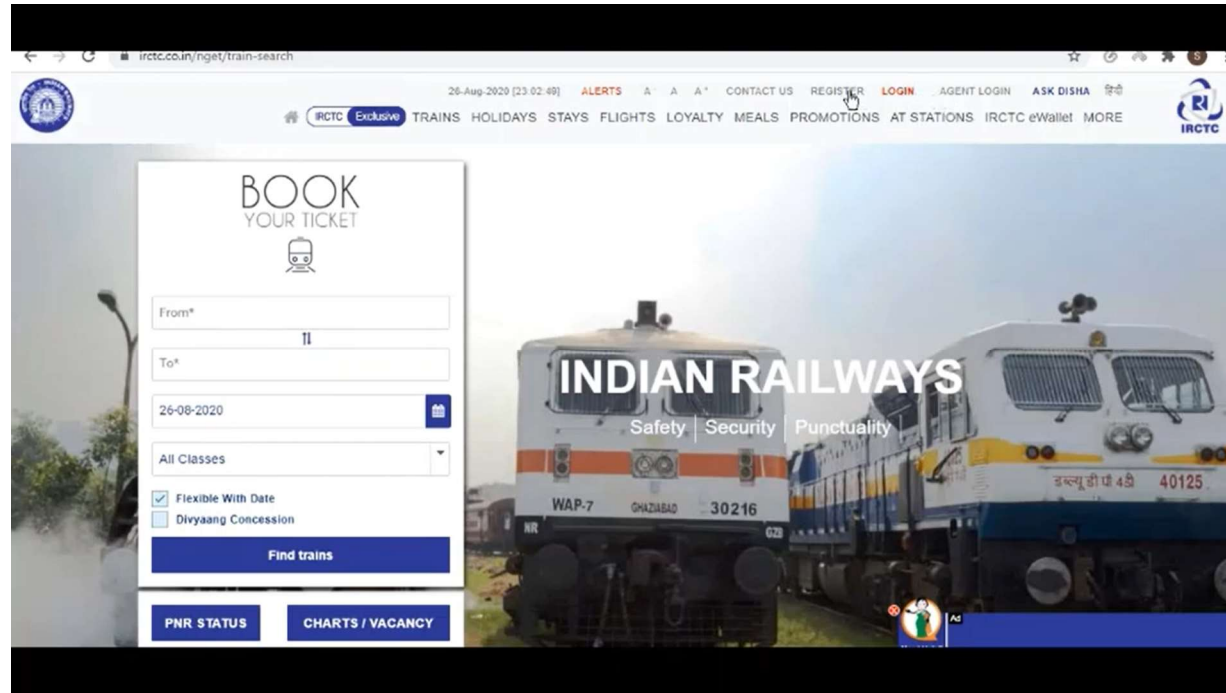 irctc.co.in/nget/train-search
S
26-Aug-2020 [23:02:49] ALERTS A- A A+ CONTACT US REGISTER LOGIN AGENT LOGIN ASK DISHA हिंदी
IRCTC Exclusive TRAINS HOLIDAYS STAYS FLIGHTS LOYALTY MEALS PROMOTIONS AT STATIONS IRCTC eWallet MORE
IRCTC
BOOK
YOUR TICKET
From*
To*
26-08-2020
All Classes
Flexible With Date
Divyaang Concession
Find trains
PNR STATUS CHARTS / VACANCY
INDIAN RAILWAYS
Safety | Security | Punctuality
WAP-7 GHAZIABAD 30216
NR GZB
डब्ल्यू डी पी 4डी 40125
Ad